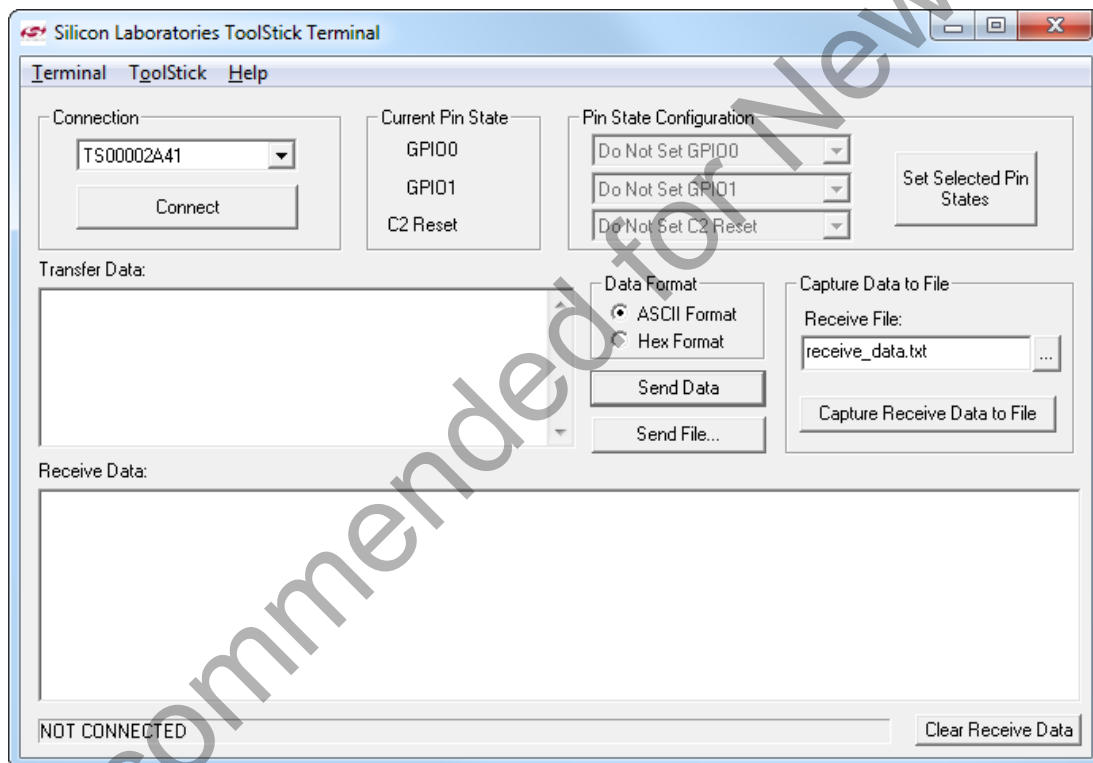 Silicon Laboratories ToolStick Terminal
Terminal ToolStick Help
Connection
TS00002A41
Connect
Current Pin State
GPIO0
GPIO1
C2 Reset
Pin State Configuration
Do Not Set GPIO0
Do Not Set GPIO1
Do Not Set C2 Reset
Set Selected Pin
States
Transfer Data:
Data Format
ASCII Format
Hex Format
Send Data
Send File...
Capture Data to File
Receive File:
receive_data.txt
...
Capture Receive Data to File
Receive Data:
NOT CONNECTED
Clear Receive Data
commended for New